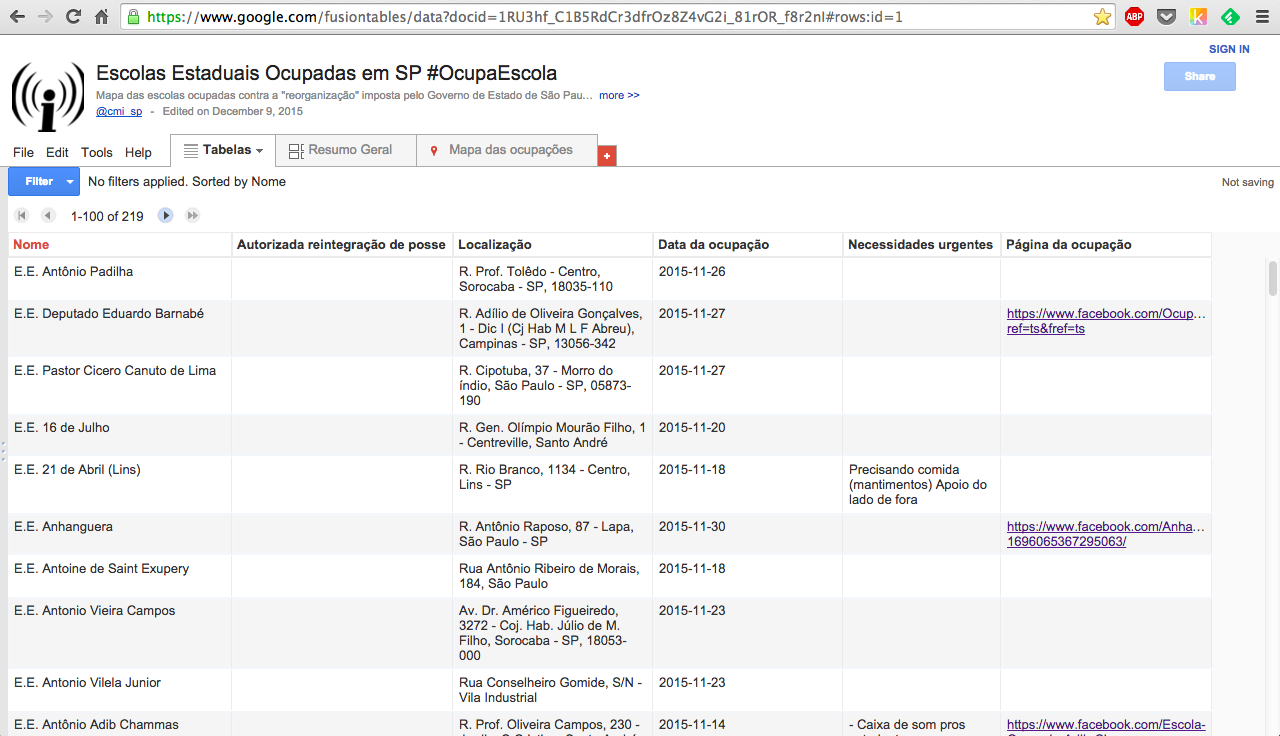 https://www.google.com/fusiontables/data?docid=1RU3hf_C1B5RdCr3dfrOz8Z4vG2i_81rOR_f8r2nI#rows:id=1
ABP
SIGN IN
Escolas Estaduais Ocupadas em SP #OcupaEscola
Share
Mapa das escolas ocupadas contra a "reorganização" imposta pelo Governo de Estado de São Pau... more >>
@cmi_sp - Edited on December 9, 2015
File Edit Tools Help Tabelas Resumo Geral Mapa das ocupações +
Filter No filters applied. Sorted by Nome Not saving
1-100 of 219
Nome Autorizada reintegração de posse Localização Data da ocupação Necessidades urgentes Página da ocupação
E.E. Antônio Padilha R. Prof. Tolêdo - Centro, 2015-11-26
Sorocaba - SP, 18035-110
E.E. Deputado Eduardo Barnabé R. Adílio de Oliveira Gonçalves, 2015-11-27 https://www.facebook.com/Ocup...
1 - Dic I (Cj Hab M L F Abreu), ref=ts&fref=ts
Campinas - SP, 13056-342
E.E. Pastor Cicero Canuto de Lima R. Cipotuba, 37 - Morro do 2015-11-27
índio, São Paulo - SP, 05873-
190
E.E. 16 de Julho R. Gen. Olímpio Mourão Filho, 1 2015-11-20
- Centreville, Santo André
E.E. 21 de Abril (Lins) R. Rio Branco, 1134 - Centro, 2015-11-18 Precisando comida
Lins - SP (mantimentos) Apoio do
lado de fora
E.E. Anhanguera R. Antônio Raposo, 87 - Lapa, 2015-11-30 https://www.facebook.com/Anha...
São Paulo - SP 1696065367295063/
E.E. Antoine de Saint Exupery Rua Antônio Ribeiro de Morais, 2015-11-18
184, São Paulo
E.E. Antonio Vieira Campos Av. Dr. Américo Figueiredo, 2015-11-23
3272 - Coj. Hab. Júlio de M.
Filho, Sorocaba - SP, 18053-
000
E.E. Antonio Vilela Junior Rua Conselheiro Gomide, S/N - 2015-11-23
Vila Industrial
E.E. Antônio Adib Chammas R. Prof. Oliveira Campos, 230 - 2015-11-14 - Caixa de som pros https://www.facebook.com/Escola-